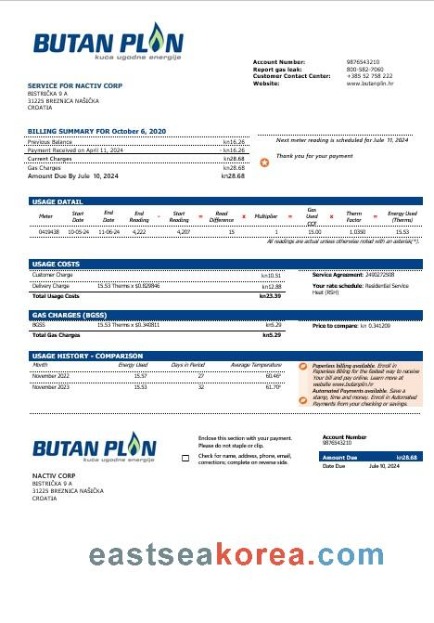 BUTAN PLIN
kuće ugodne energije
Account Number: 9876543210
Report gas leak: 800-582-7060
Customer Contact Center: +385 52 758 222
Website: www.butanplin.hr
SERVICE FOR NACTIV CORP
BISTRIČKA 9 A
31225 BREZNICA NAŠIČKA
CROATIA
BILLING SUMMARY FOR October 6, 2020
Previous Balance kn16.26
Payment Received on April 11, 2024 -kn16.26
Current Charges kn28.68
Gas Charges kn28.68
Amount Due By Jule 10, 2024 kn28.68
Next meter reading is scheduled for Jule 11, 2024
Thank you for your payment
USAGE DATAIL
Meter Start Date End Date End Reading - Start Reading = Read Difference x Multiplier = Gas Used CCF x Therm Factor = Energy Used (Therms)
0419438 10-05-24 11-06-24 4,222 4,207 15 1 15.00 1.0350 15.53
All readings are actual unless otherwise noted with an asterisk(*).
USAGE COSTS
Customer Charge kn10.51
Delivery Charge 15.53 Therms x $0.829846 kn12.88
Total Usage Costs kn23.39
Service Agreement: 2490272508
Your rate schedule: Residential Service
Heat (RSH)
GAS CHARGES (BGSS)
BGSS 15.53 Therms x $0.340811 kn5.29
Total Gas Charges kn5.29
Price to compare: kn 0.341209
USAGE HISTORY - COMPARISON
Month Energy Used Days in Period Average Temperature
November 2022 15.57 27 60.46°
November 2023 15.53 32 61.70°
Paperless billing available. Enroll in
Paperless Billing for the fastest way to receive
Your bill and pay online. Learn more at
website www.butanplin.hr
Automated Payments available. Save a
stamp, time and money. Enroll in Automated
Payments from your checking or savings.
BUTAN PLIN
kuće ugodne energije
Enclose this section with your payment.
Please do not staple or clip.
Check for name, address, phone, email,
corrections, complete on reverse side.
Account Number
9876543210
Amount Due kn28.68
Date Due Jule 10, 2024
NACTIV CORP
BISTRIČKA 9 A
31225 BREZNICA NAŠIČKA
CROATIA
eastseakorea.com